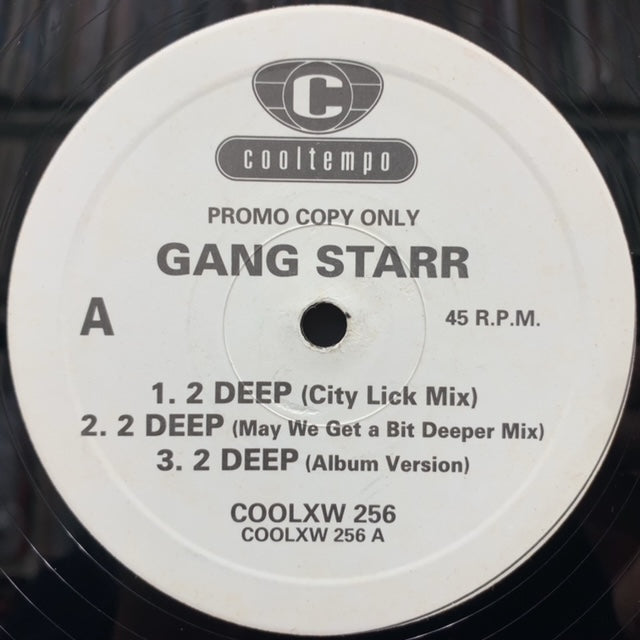 C
cooltempo
PROMO COPY ONLY
GANG STARR
A
45 R.P.M.
1. 2 DEEP (City Lick Mix)
2. 2 DEEP (May We Get a Bit Deeper Mix)
3. 2 DEEP (Album Version)
COOLXW 256
COOLXW 256 A